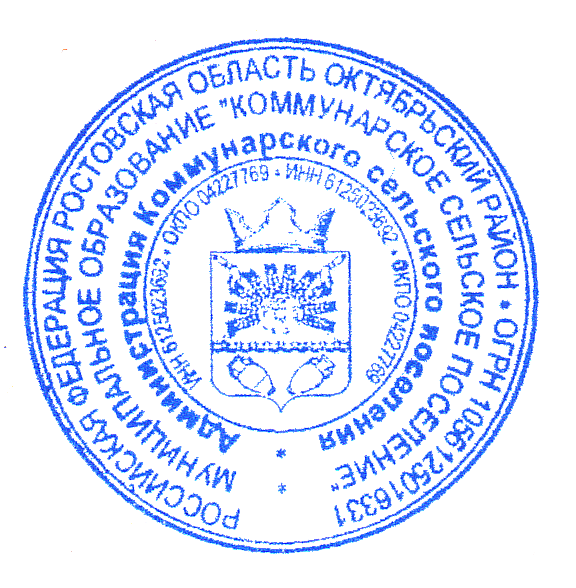 РОССИЙСКАЯ ФЕДЕРАЦИЯ РОСТОВСКАЯ ОБЛАСТЬ ОКТЯБРЬСКИЙ РАЙОН * ОГРН 1056125016331
МУНИЦИПАЛЬНОЕ ОБРАЗОВАНИЕ "КОММУНАРСКОЕ СЕЛЬСКОЕ ПОСЕЛЕНИЕ" *
Администрация Коммунарского сельского поселения *
ИНН 6125023692 * ОКПО 04227769 * ИНН 6125023692 * ОКПО 04227769